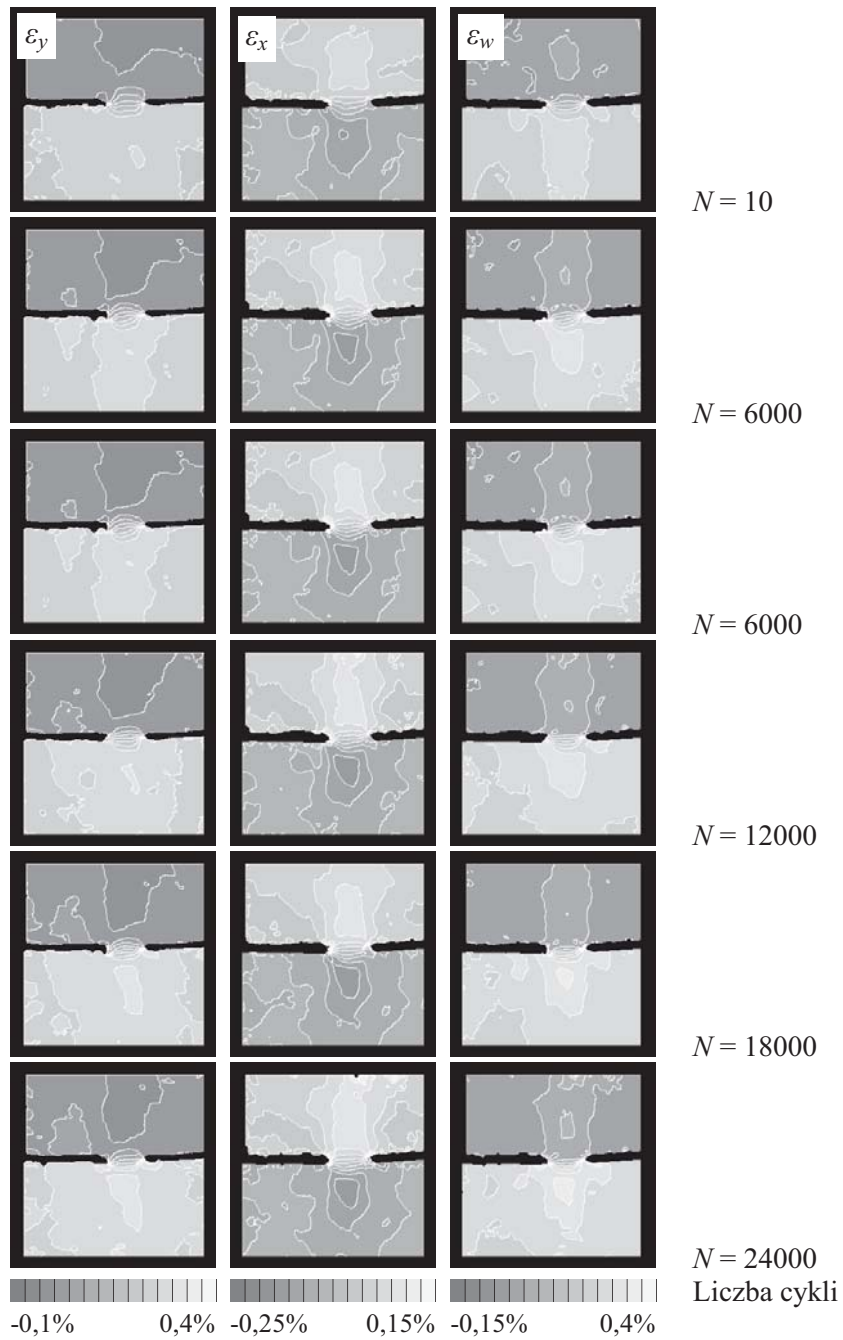 εy εx εw
N = 10
N = 6000
N = 6000
N = 12000
N = 18000
N = 24000
Liczba cykli
-0,1% 0,4% -0,25% 0,15% -0,15% 0,4%